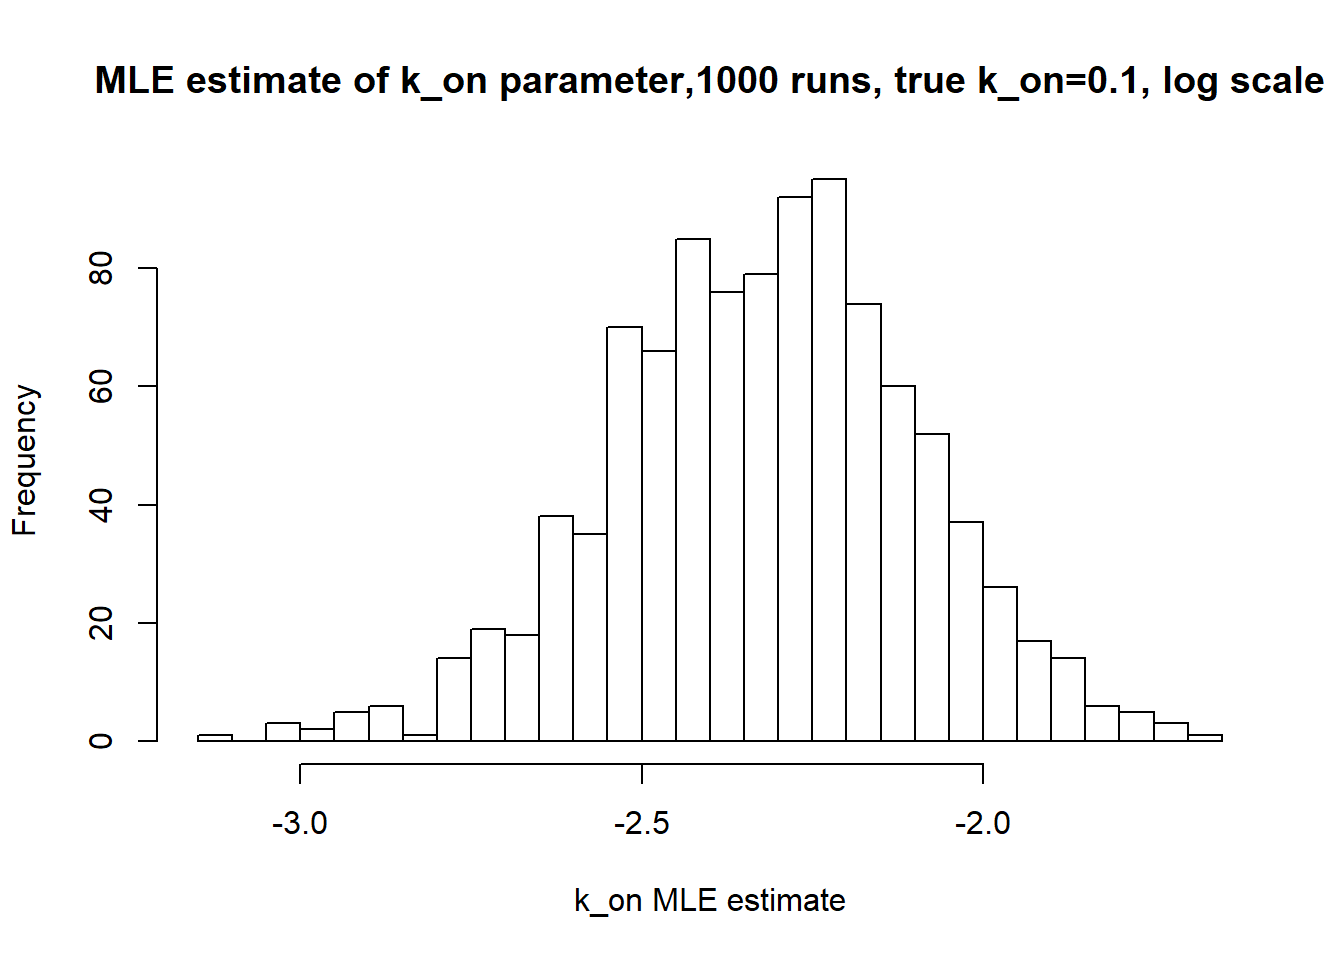 MLE estimate of k_on parameter,1000 runs, true k_on=0.1, log scale
Frequency
80
60
40
20
0
-3.0
-2.5
-2.0
k_on MLE estimate